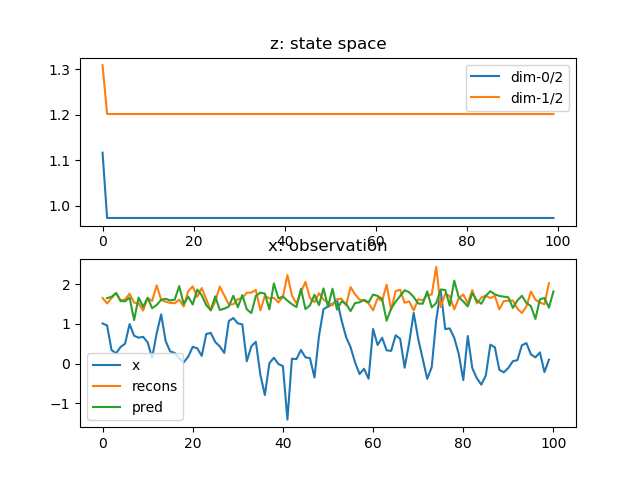 z: state space
1.3
1.2
1.1
1.0
dim-0/2
dim-1/2
0 20 40 60 80 100
x: observation
2
1
0
−1
x
recons
pred
0 20 40 60 80 100